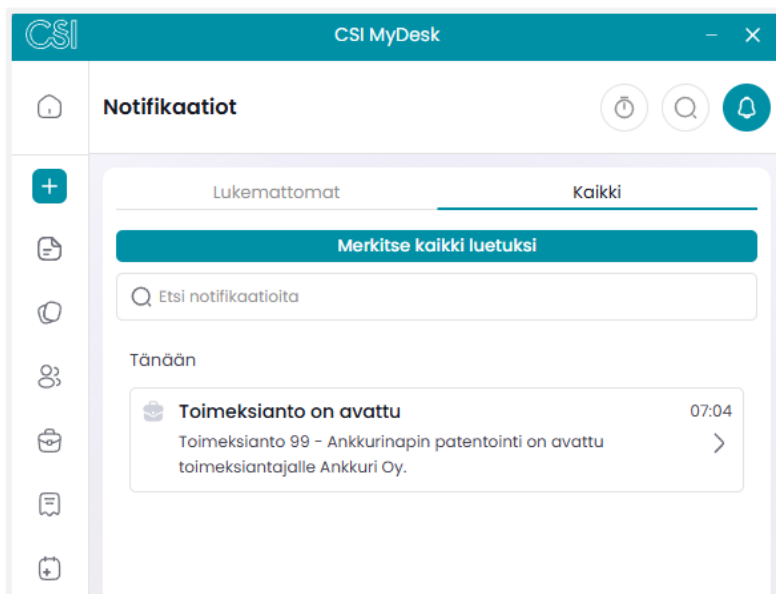 CSI
CSI MyDesk
Notifikaatiot
Lukemattomat
Kaikki
Merkitse kaikki luetuksi
Etsi notifikaatioita
Tänään
Toimeksianto on avattu
07:04
Toimeksianto 99 - Ankkurinapin patentointi on avattu
toimeksiantajalle Ankkuri Oy.